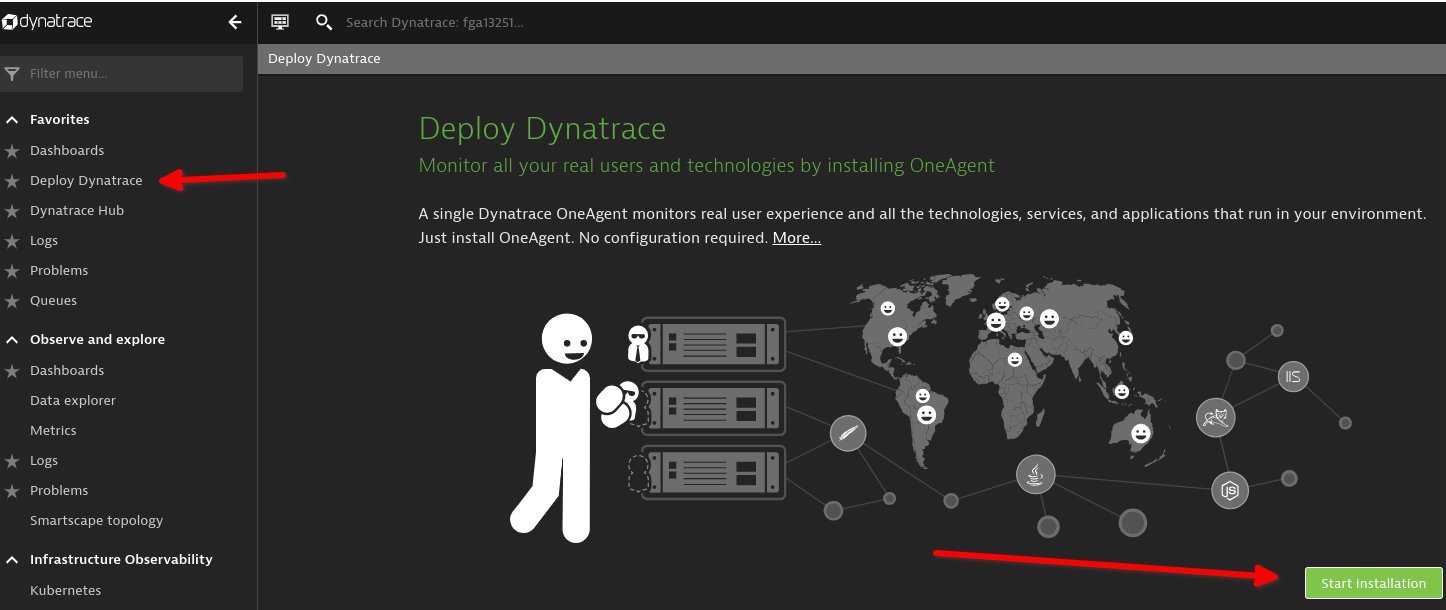 dynatrace
Search Dynatrace: fga13251...
Filter menu...
Deploy Dynatrace
Favorites
Dashboards
Deploy Dynatrace
Dynatrace Hub
Logs
Problems
Queues
Observe and explore
Dashboards
Data explorer
Metrics
Logs
Problems
Smartscape topology
Infrastructure Observability
Kubernetes
Deploy Dynatrace
Monitor all your real users and technologies by installing OneAgent
A single Dynatrace OneAgent monitors real user experience and all the technologies, services, and applications that run in your environment.
Just install OneAgent. No configuration required. More...
IIS
JS
Start installation